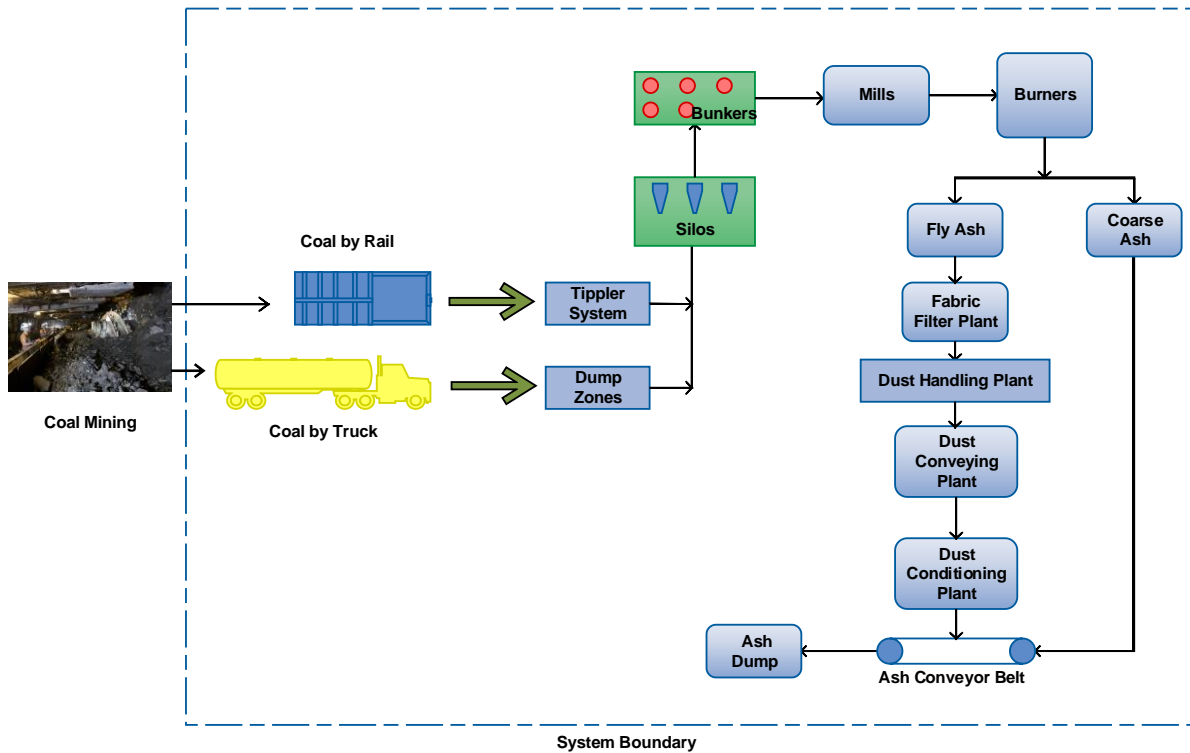 Bunkers
Mills
Burners
Silos
Fly Ash
Coarse
Ash
Coal by Rail
Tippler
System
Fabric
Filter Plant
Dump
Zones
Dust Handling Plant
Coal Mining
Coal by Truck
Dust
Conveying
Plant
Dust
Conditioning
Plant
Ash
Dump
Ash Conveyor Belt
System Boundary